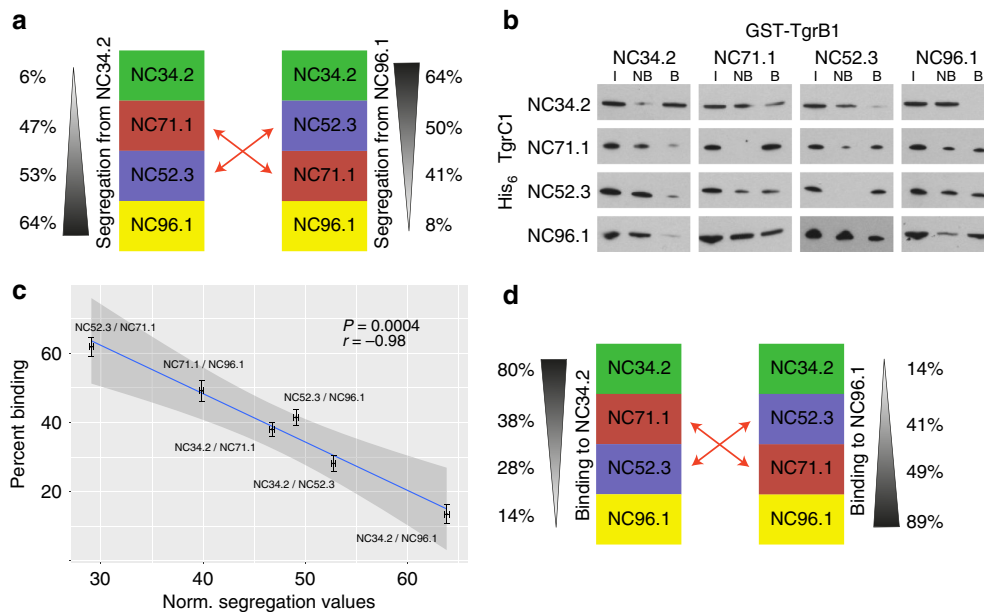 a
Segregation from NC34.2
6%
47%
53%
64%
NC34.2
NC71.1
NC52.3
NC96.1
NC34.2
NC52.3
NC71.1
NC96.1
Segregation from NC96.1
64%
50%
41%
8%
b
GST-TgrB1
NC34.2 NC71.1 NC52.3 NC96.1
I NB B I NB B I NB B I NB B
His6 TgrC1
NC34.2
NC71.1
NC52.3
NC96.1
c
Percent binding
60
40
20
NC52.3 / NC71.1
P = 0.0004
r = −0.98
NC71.1 / NC96.1
NC52.3 / NC96.1
NC34.2 / NC71.1
NC34.2 / NC52.3
NC34.2 / NC96.1
30 40 50 60
Norm. segregation values
d
80%
38%
28%
14%
Binding to NC34.2
NC34.2
NC71.1
NC52.3
NC96.1
NC34.2
NC52.3
NC71.1
NC96.1
Binding to NC96.1
14%
41%
49%
89%